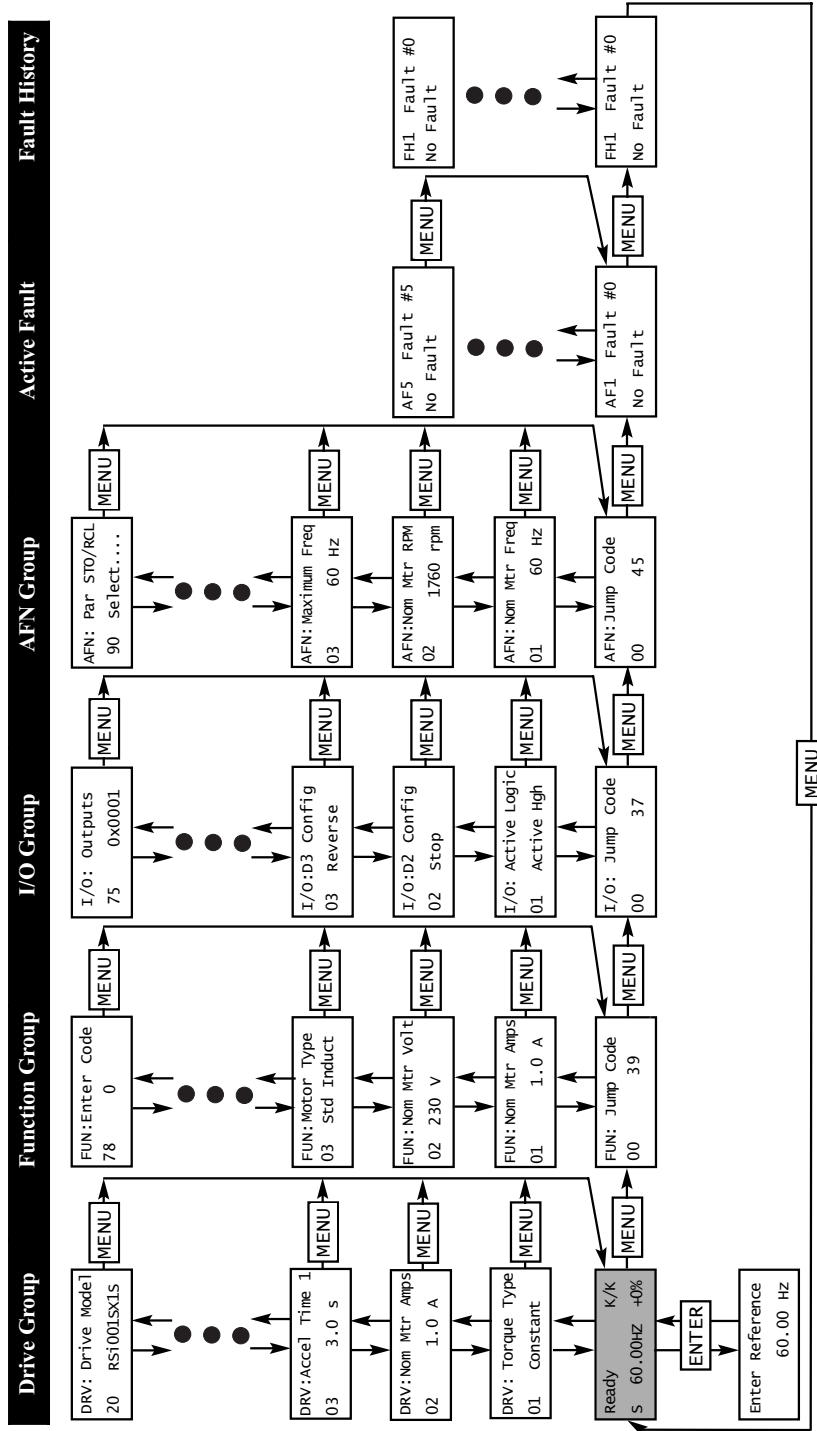 Drive Group
Function Group
I/O Group
AFN Group
Active Fault
Fault History
DRV: Drive Model
20 RSi001SX1S
MENU
DRV:Accel Time 1
03 3.0 s
MENU
DRV:Nom Mtr Amps
02 1.0 A
MENU
DRV: Torque Type
01 Constant
MENU
Ready K/K
S 60.00HZ +0%
MENU
ENTER
Enter Reference
60.00 Hz
FUN:Enter Code
78 0
MENU
FUN:Motor Type
03 Std Induct
MENU
FUN:Nom Mtr Volt
02 230 V
MENU
FUN:Nom Mtr Amps
01 1.0 A
MENU
FUN: Jump Code
00 39
MENU
I/O: Outputs
75 0x0001
MENU
I/O:D3 Config
03 Reverse
MENU
I/O:D2 Config
02 Stop
MENU
I/O: Active Logic
01 Active Hgh
MENU
I/O: Jump Code
00 37
MENU
AFN: Par STO/RCL
90 Select....
MENU
AFN:Maximum Freq
03 60 Hz
MENU
AFN:Nom Mtr RPM
02 1760 rpm
MENU
AFN:Nom Mtr Freq
01 60 Hz
MENU
AFN:Jump Code
00 45
MENU
AF5 Fault #5
No Fault
MENU
AF1 Fault #0
No Fault
MENU
FH1 Fault #0
No Fault
FH1 Fault #0
No Fault
MENU